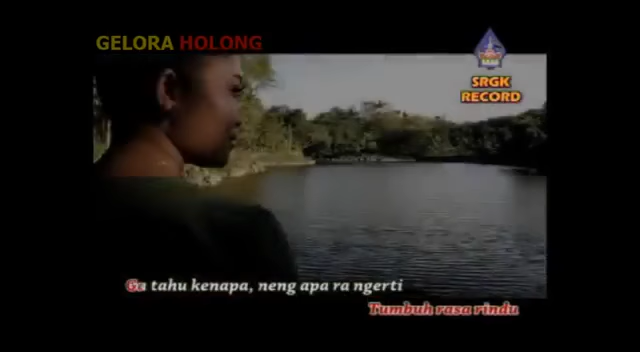 GELORA HOLONG
SRGK
RECORD
Ga tahu kenapa, neng apa ra ngerti
Tumbuh rasa rindu